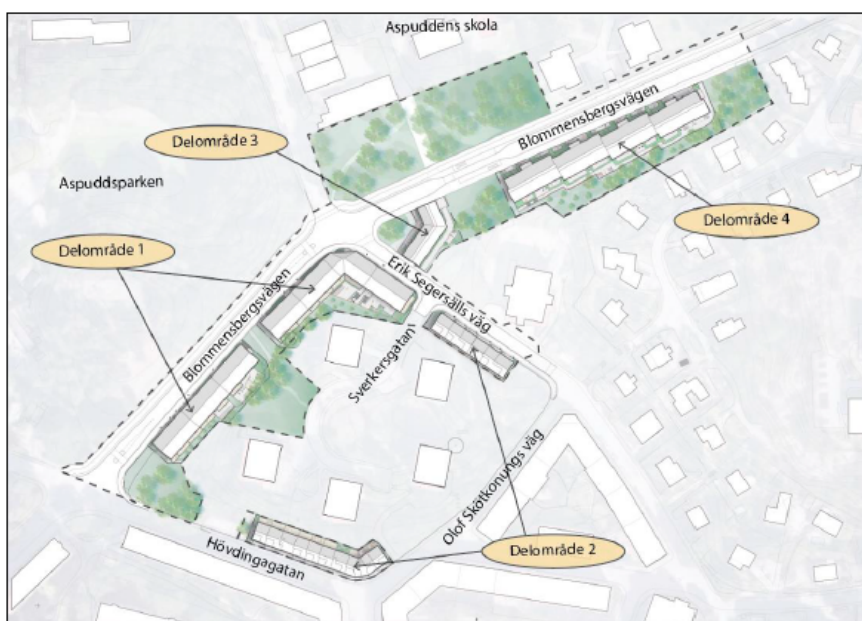 Aspuddens skola
Blommensbergsvägen
Delområde 3
Aspuddsparken
Delområde 4
Delområde 1
Erik Segersälls väg
Blommensbergsvägen
Sverkersgatan
Olof Skötkonungs väg
Delområde 2
Hövdingagatan